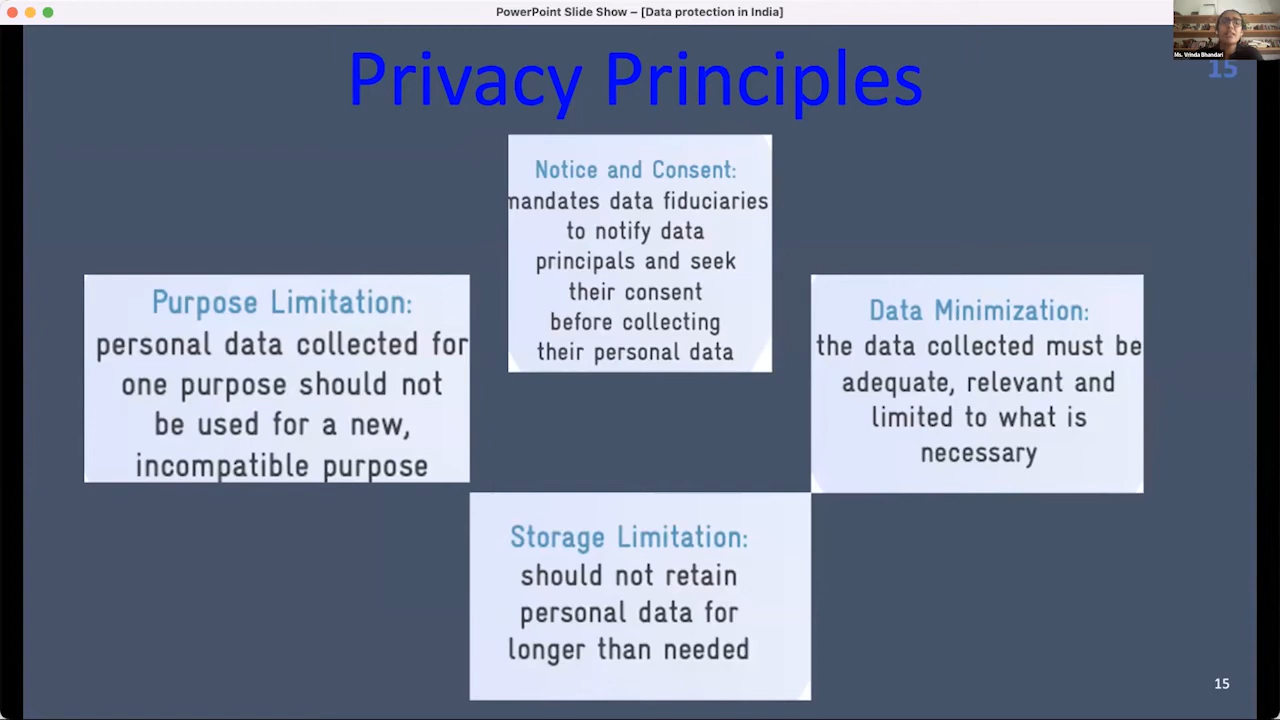 PowerPoint Slide Show – [Data protection in India]
Ms. Vrinda Bhandari
15
Privacy Principles
Notice and Consent:
mandates data fiduciaries
to notify data
principals and seek
their consent
before collecting
their personal data
Purpose Limitation:
personal data collected for
one purpose should not
be used for a new,
incompatible purpose
Data Minimization:
the data collected must be
adequate, relevant and
limited to what is
necessary
Storage Limitation:
should not retain
personal data for
longer than needed
15